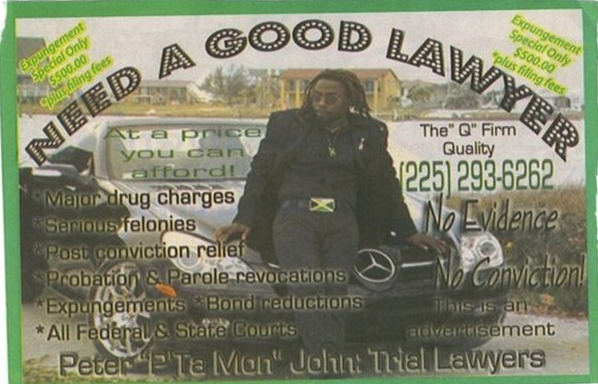 Expungement
Special Only
$500.00
*plus filing fees
NEED A GOOD LAWYER
Expungement
Special Only
$500.00
*plus filing fees
At a price
you can
afford!
The" Q" Firm
Quality
(225) 293-6262
*Major drug charges
*Serious felonies
*Post conviction relief
*Probation & Parole revocations
*Expungements *Bond reductions
*All Federal & State Courts
No Evidence
No Conviction!
This is an
advertisement
Peter "P'Ta Mon" John: Trial Lawyers